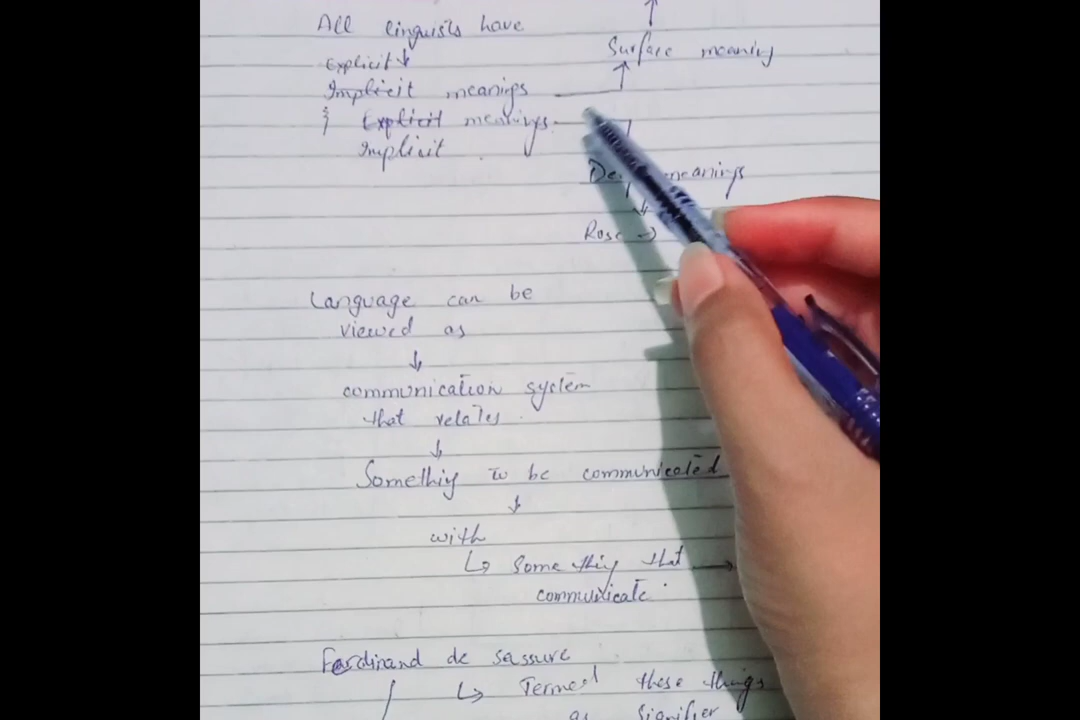 All linguists have
Surface meaning
Explicit
Implicit meanings
Explicit meanings.
Implicit
meanings
Rose →
Language can be
viewed as
communication system
that relates
Something to be communicated
with
Something that →
communicate.
Ferdinand de Sassure
Termed these things
as signifier